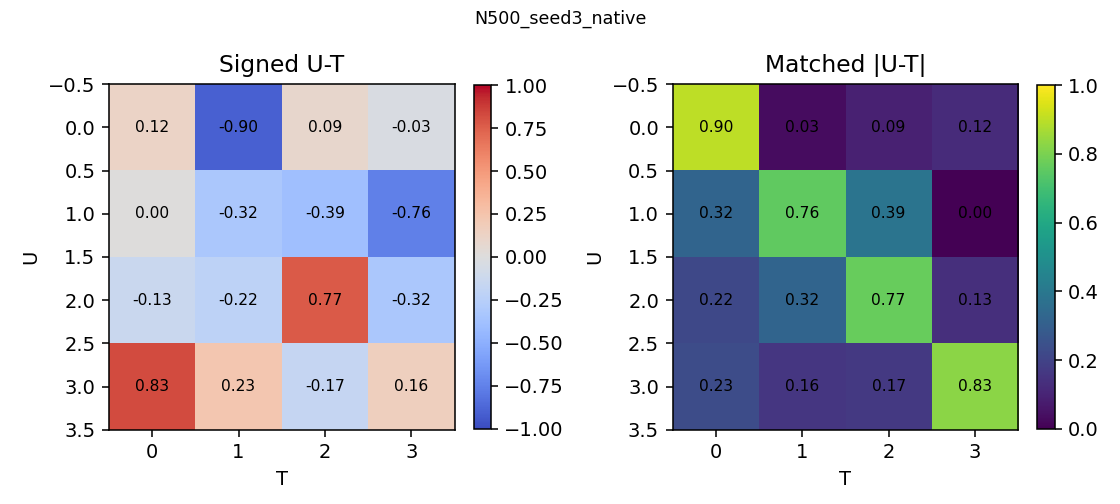 N500_seed3_native
Signed U-T
Matched |U-T|
−0.5
0.0
0.5
1.0
1.5
2.0
2.5
3.0
3.5
U
0.12 -0.90 0.09 -0.03
0.00 -0.32 -0.39 -0.76
-0.13 -0.22 0.77 -0.32
0.83 0.23 -0.17 0.16
0 1 2 3
T
1.00
0.75
0.50
0.25
0.00
−0.25
−0.50
−0.75
−1.00
−0.5
0.0
0.5
1.0
1.5
2.0
2.5
3.0
3.5
U
0.90 0.03 0.09 0.12
0.32 0.76 0.39 0.00
0.22 0.32 0.77 0.13
0.23 0.16 0.17 0.83
0 1 2 3
T
1.0
0.8
0.6
0.4
0.2
0.0